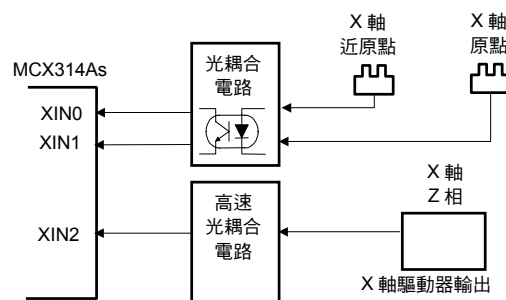 X 軸
近原點
X 軸
原點
MCX314As
光耦合
電路
XIN0
XIN1
XIN2
高速
光耦合
電路
X 軸
Z 相
X 軸驅動器輸出